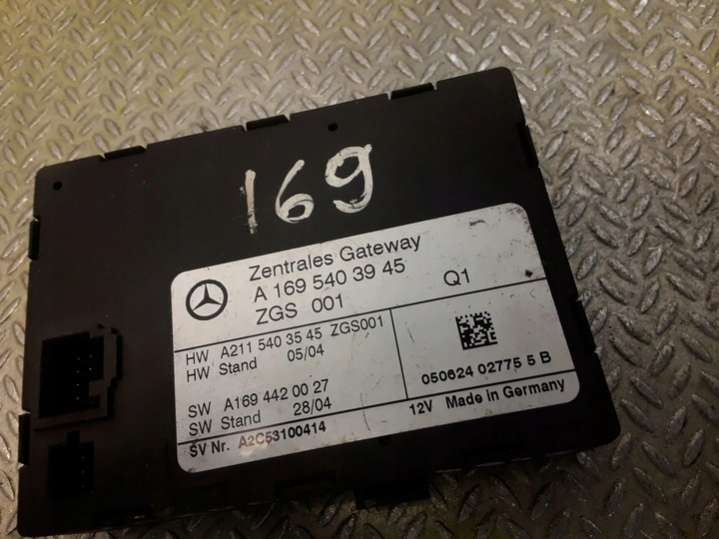 169
Zentrales Gateway
A 169 540 39 45
ZGS 001
Q1
HW A211 540 35 45 ZGS001
HW Stand 05/04
SW A169 442 00 27
SW Stand 28/04
SV Nr. A2C53100414
050624 02775 5 B
12V Made in Germany